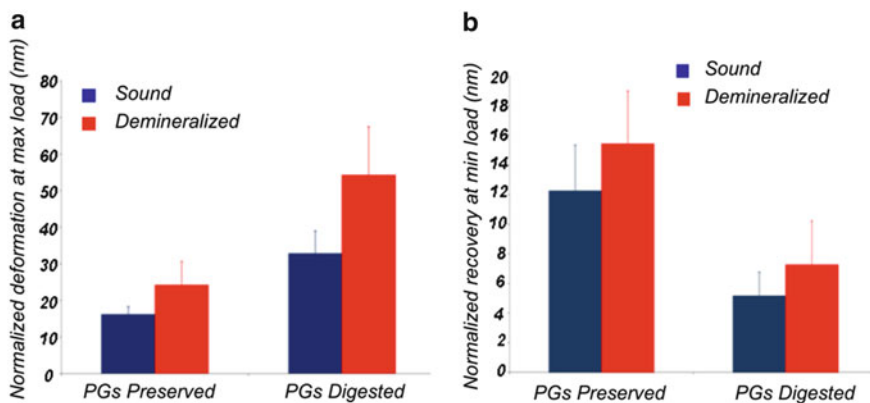 a
Normalized deformation at max load (nm)
80
70
60
50
40
30
20
10
0
Sound
Demineralized
PGs Preserved
PGs Digested
b
Normalized recovery at min load (nm)
20
18
16
14
12
10
8
6
4
2
0
Sound
Demineralized
PGs Preserved
PGs Digested